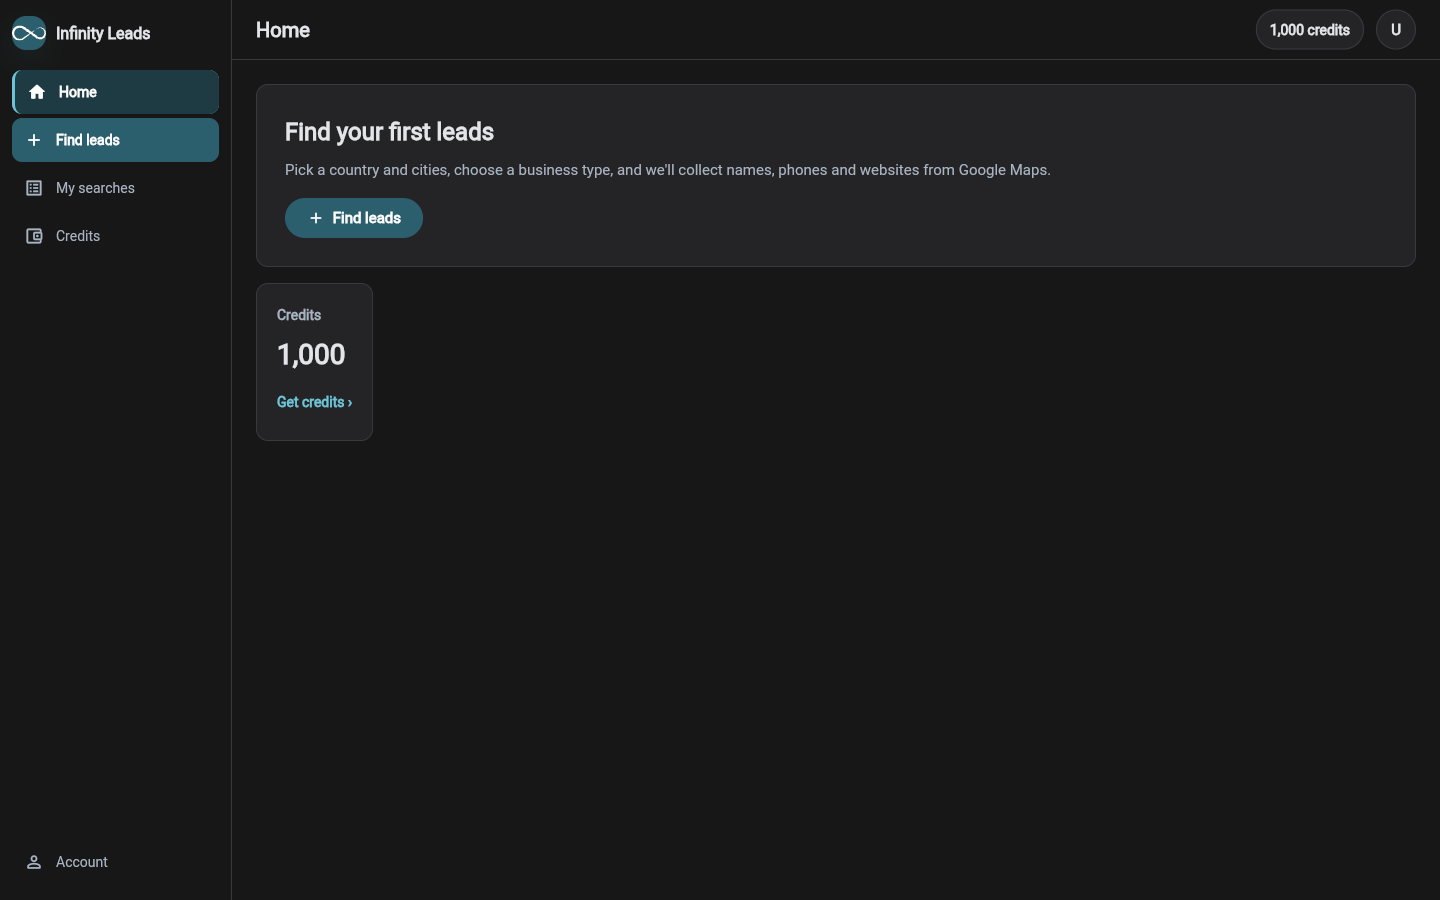 Infinity Leads
Home
Find leads
My searches
Credits
Account
Home
1,000 credits
U
Find your first leads
Pick a country and cities, choose a business type, and we'll collect names, phones and websites from Google Maps.
Find leads
Credits
1,000
Get credits ›